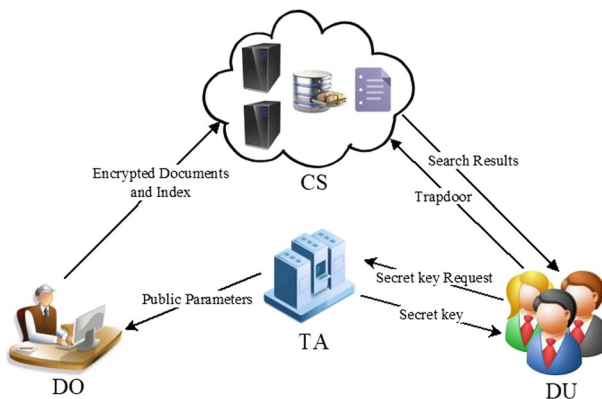 CS
Encrypted Documents
and Index
Search Results
Trapdoor
Public Parameters
Secret key Request
Secret key
TA
DO
DU